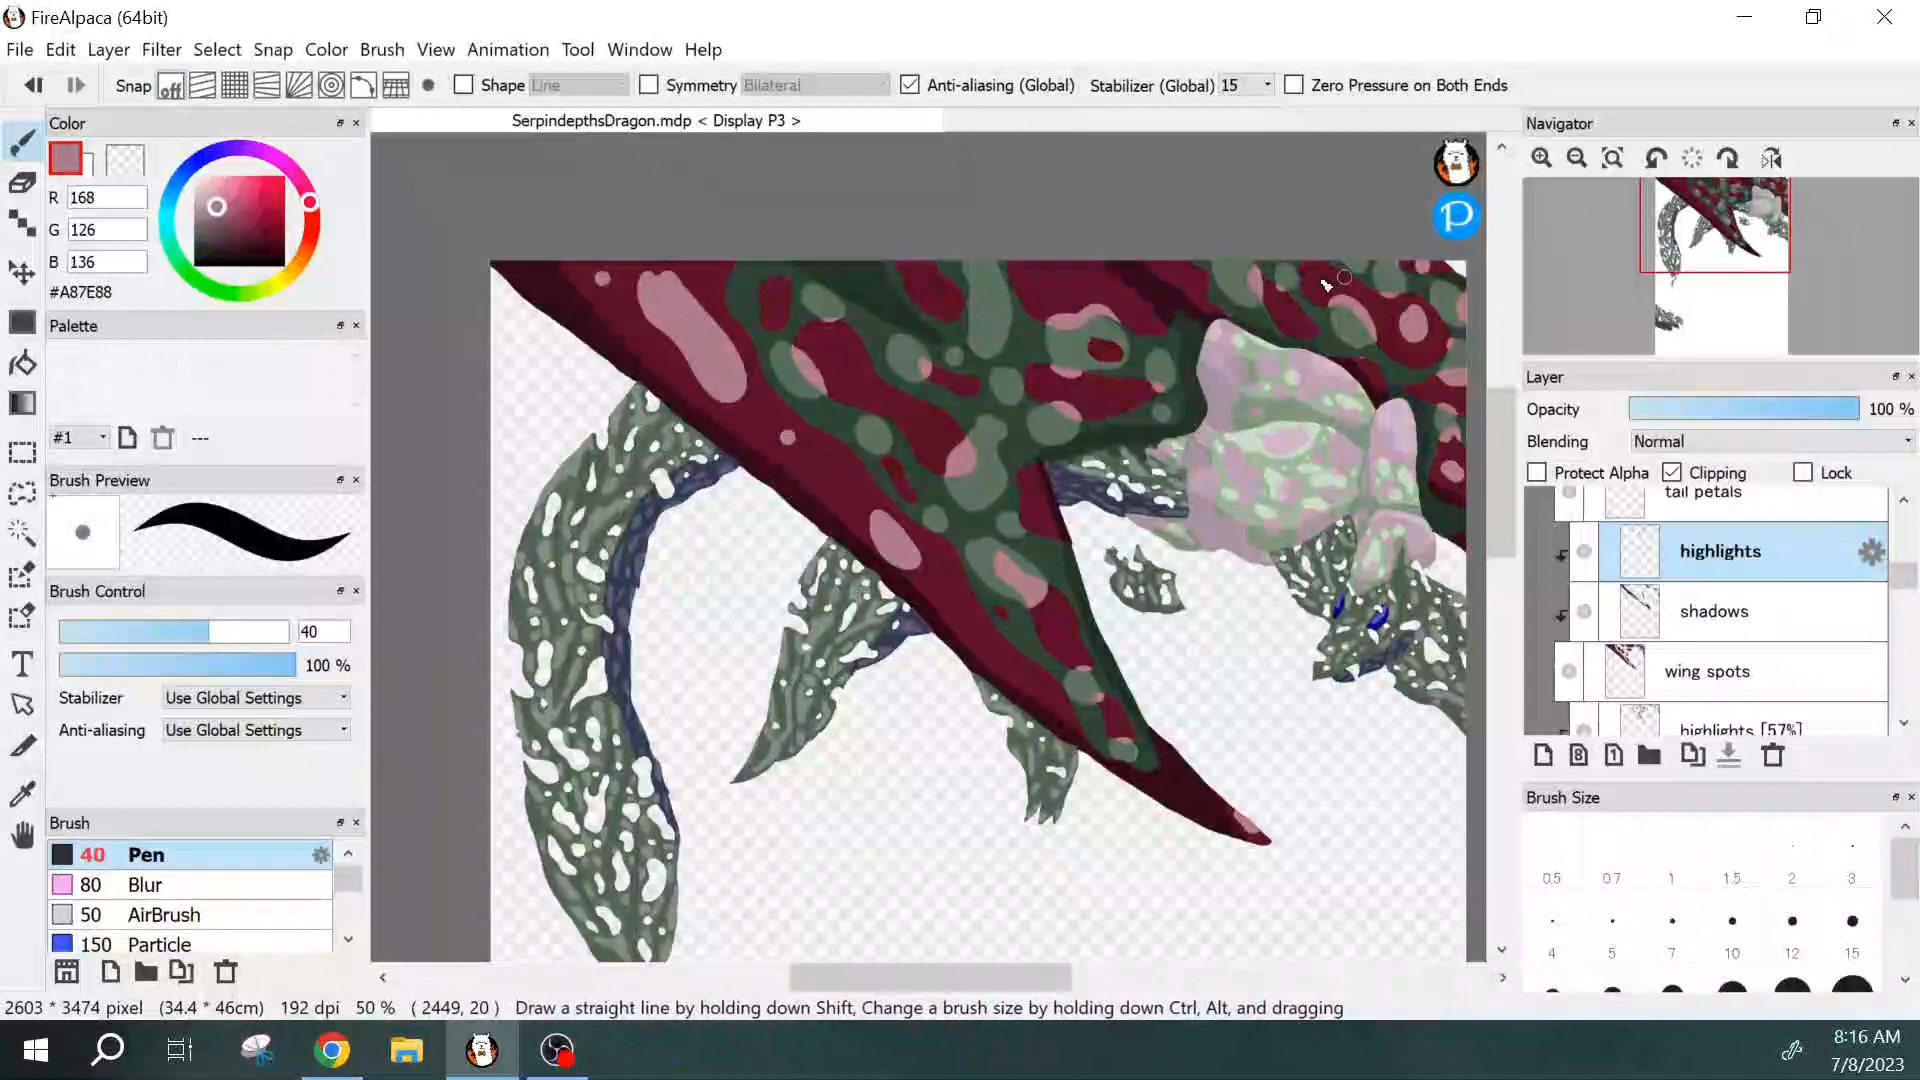 FireAlpaca (64bit)
File Edit Layer Filter Select Snap Color Brush View Animation Tool Window Help
Snap off Shape Line Symmetry Bilateral Anti-aliasing (Global) Stabilizer (Global) 15 Zero Pressure on Both Ends
Color
R 168
G 126
B 136
#A87E88
Palette
#1 ---
Brush Preview
Brush Control
40
100 %
Stabilizer Use Global Settings
Anti-aliasing Use Global Settings
Brush
40 Pen
80 Blur
50 AirBrush
150 Particle
SerpindepthsDragon.mdp < Display P3 >
P
Navigator
Layer
Opacity 100 %
Blending Normal
Protect Alpha Clipping Lock
tail petals
highlights
shadows
wing spots
highlights [57%]
8 1
Brush Size
0.5 0.7 1 1.5 2 3
4 5 7 10 12 15
2603 * 3474 pixel (34.4 * 46cm) 192 dpi 50 % ( 2449, 20 ) Draw a straight line by holding down Shift, Change a brush size by holding down Ctrl, Alt, and dragging
8:16 AM
7/8/2023